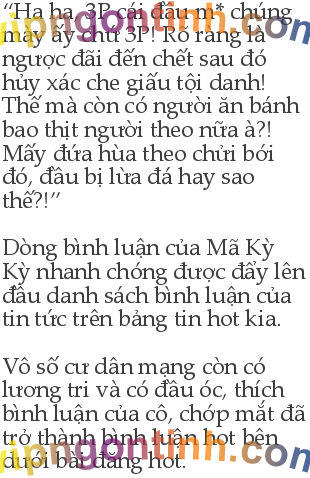 “Ha ha, 3P cái đầu m* chúng
mày ấy chứ 3P! Rõ ràng là
ngược đãi đến chết sau đó
hủy xác che giấu tội danh!
Thế mà còn có người ăn bánh
bao thịt người theo nữa à?!
Mấy đứa hùa theo chửi bới
đó, đầu bị lừa đá hay sao
thế?!”
Dòng bình luận của Mã Kỳ
Kỳ nhanh chóng được đẩy lên
đầu danh sách bình luận của
tin tức trên bảng tin hot kia.
Vô số cư dân mạng còn có
lương tri và có đầu óc, thích
bình luận của cô, chớp mắt đã
trở thành bình luận hot bên
dưới bài đăng hot.
vipngontinh.com
vipngontinh.com